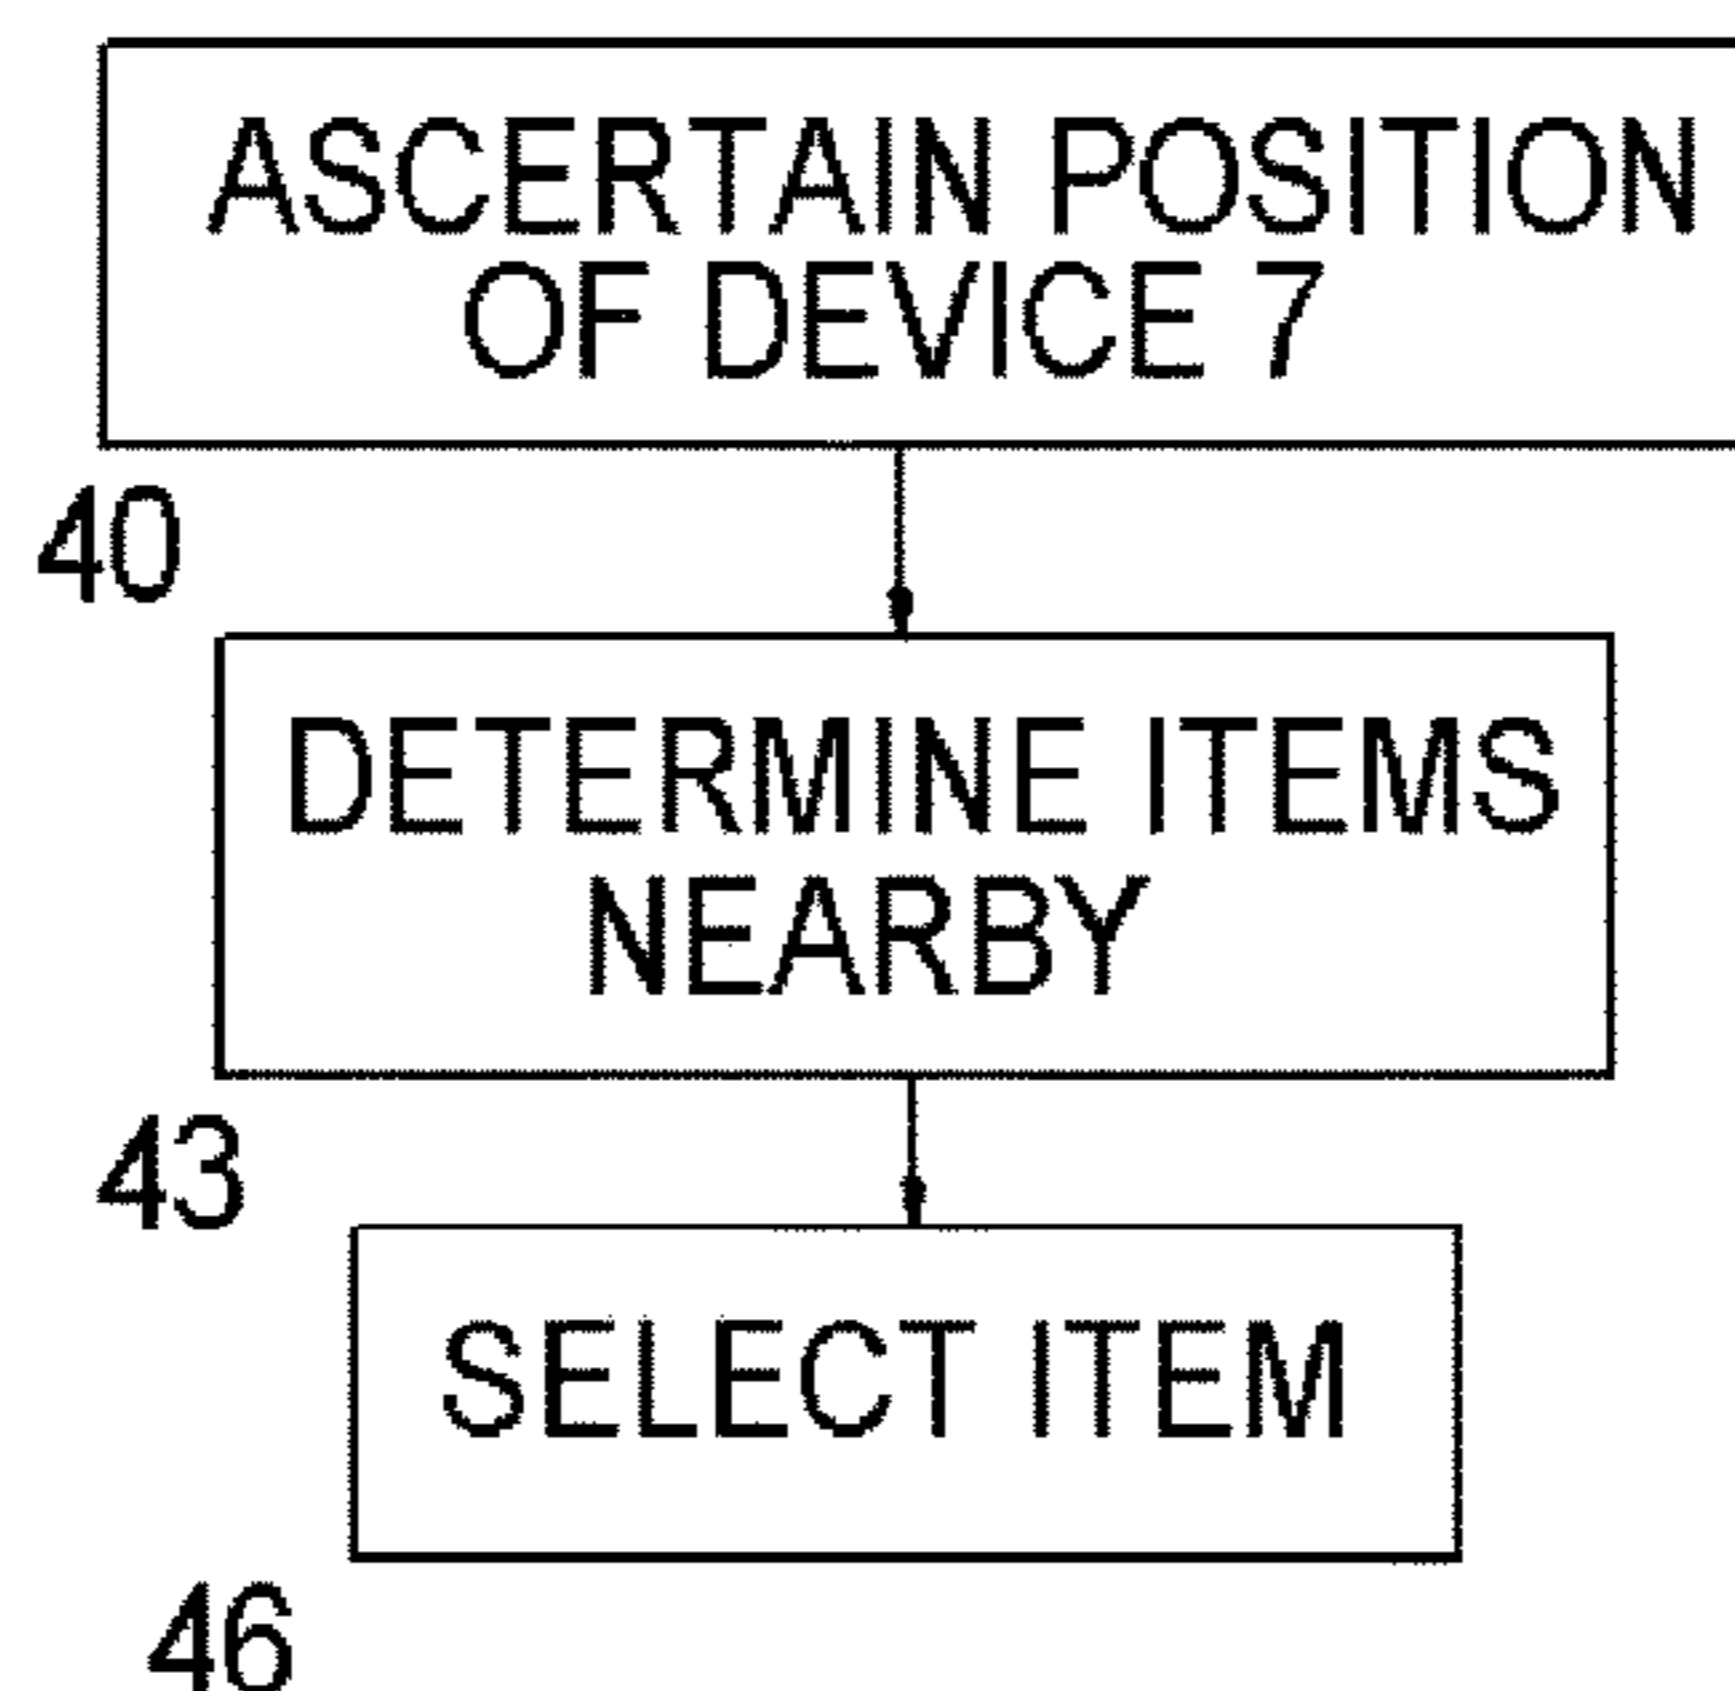 ASCERTAIN POSITION
OF DEVICE 7
40
DETERMINE ITEMS
NEARBY
43
SELECT ITEM
46